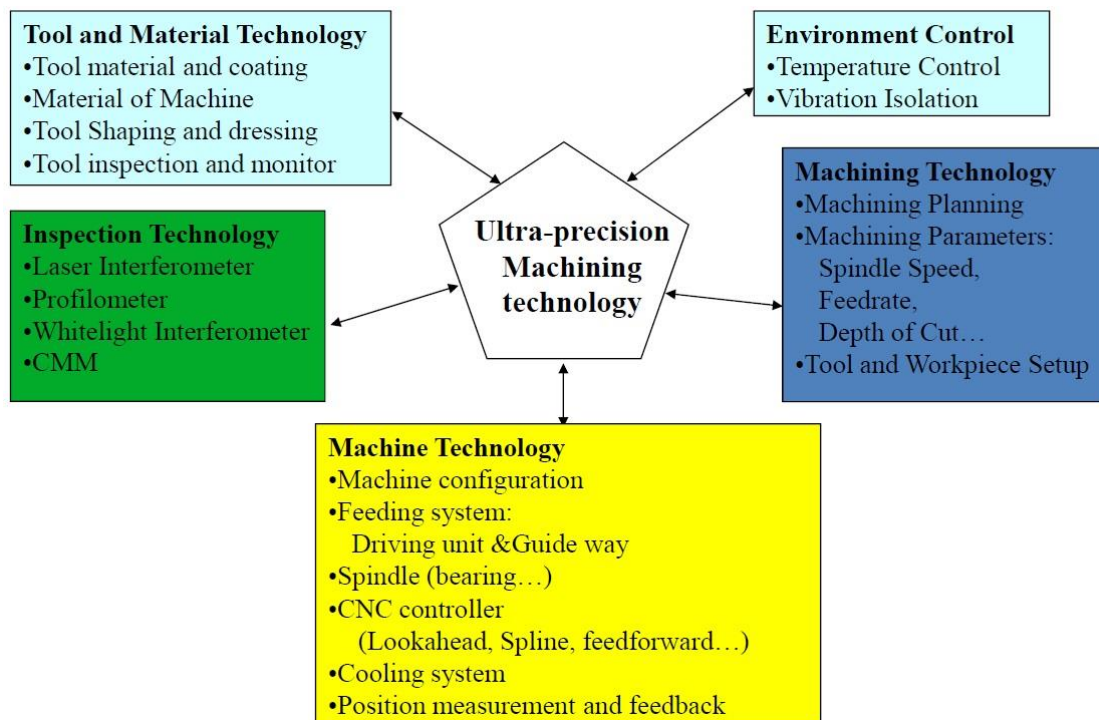 Tool and Material Technology
•Tool material and coating
•Material of Machine
•Tool Shaping and dressing
•Tool inspection and monitor
Environment Control
•Temperature Control
•Vibration Isolation
Inspection Technology
•Laser Interferometer
•Profilometer
•Whitelight Interferometer
•CMM
Ultra-precision
Machining
technology
Machining Technology
•Machining Planning
•Machining Parameters:
Spindle Speed,
Feedrate,
Depth of Cut…
•Tool and Workpiece Setup
Machine Technology
•Machine configuration
•Feeding system:
Driving unit &Guide way
•Spindle (bearing…)
•CNC controller
(Lookahead, Spline, feedforward…)
•Cooling system
•Position measurement and feedback